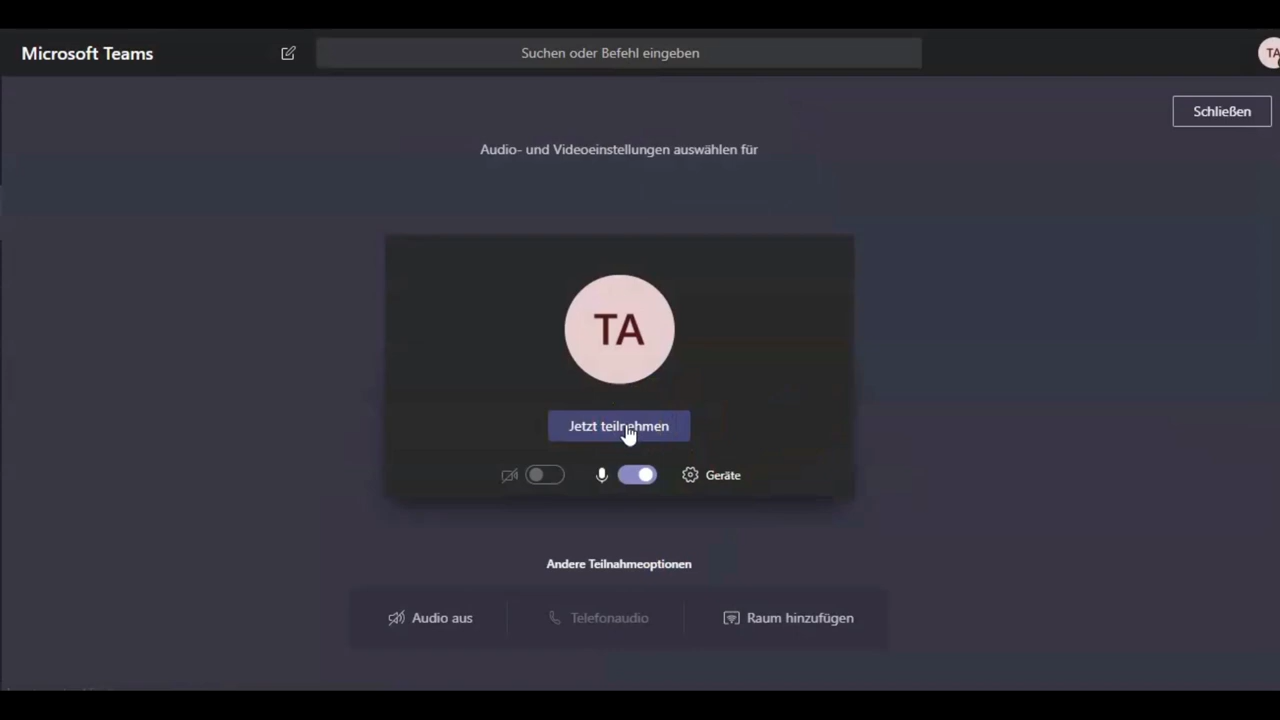 Microsoft Teams
Suchen oder Befehl eingeben
TA
Schließen
Audio- und Videoeinstellungen auswählen für
TA
Jetzt teilnehmen
Geräte
Andere Teilnahmeoptionen
Audio aus
Telefonaudio
Raum hinzufügen